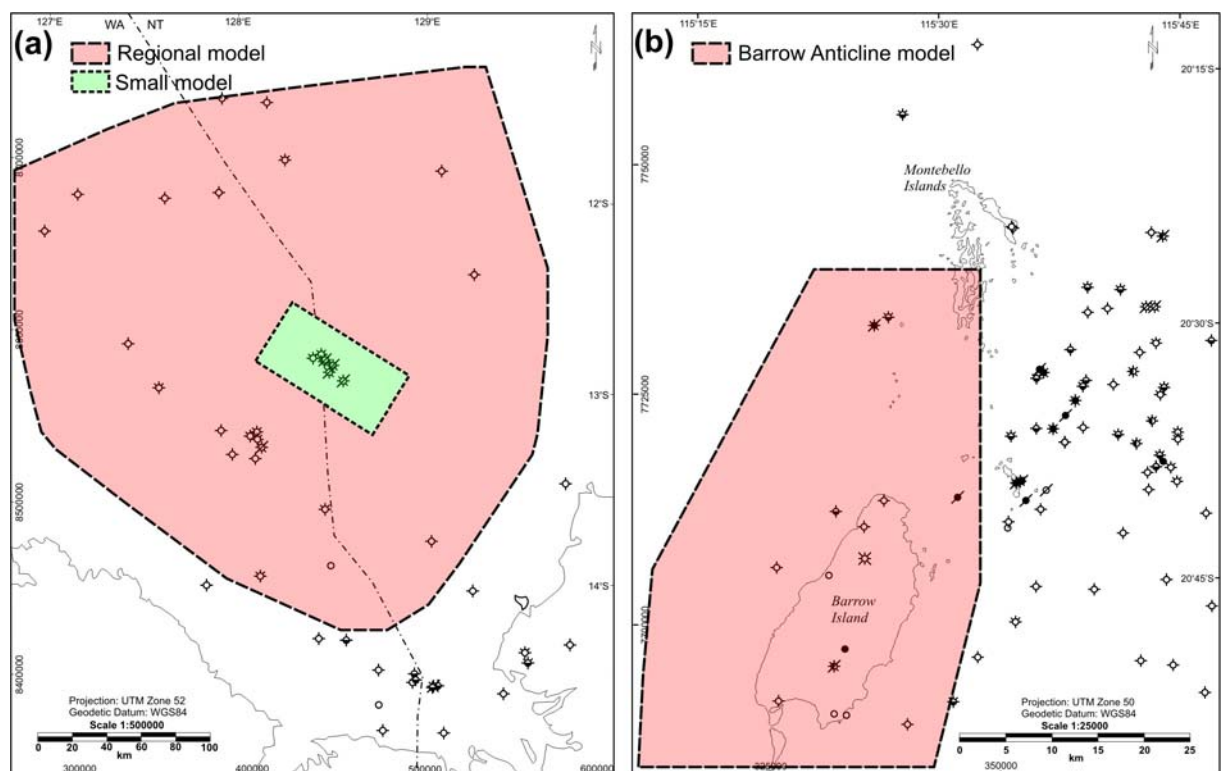 127°E
WA
NT
128°E
129°E
(a)
Regional model
Small model
12°S
13°S
8500000
14°S
8400000
Projection: UTM Zone 52
Geodetic Datum: WGS84
Scale 1:500000
0 20 40 60 80 100
km
300000
400000
600000
115°15'E
115°30'E
115°45'E
(b)
Barrow Anticline model
20°15'S
7750000
Montebello
Islands
20°30'S
7725000
20°45'S
Barrow
Island
Projection: UTM Zone 50
Geodetic Datum: WGS84
Scale 1:25000
0 5 10 15 20 25
km
350000